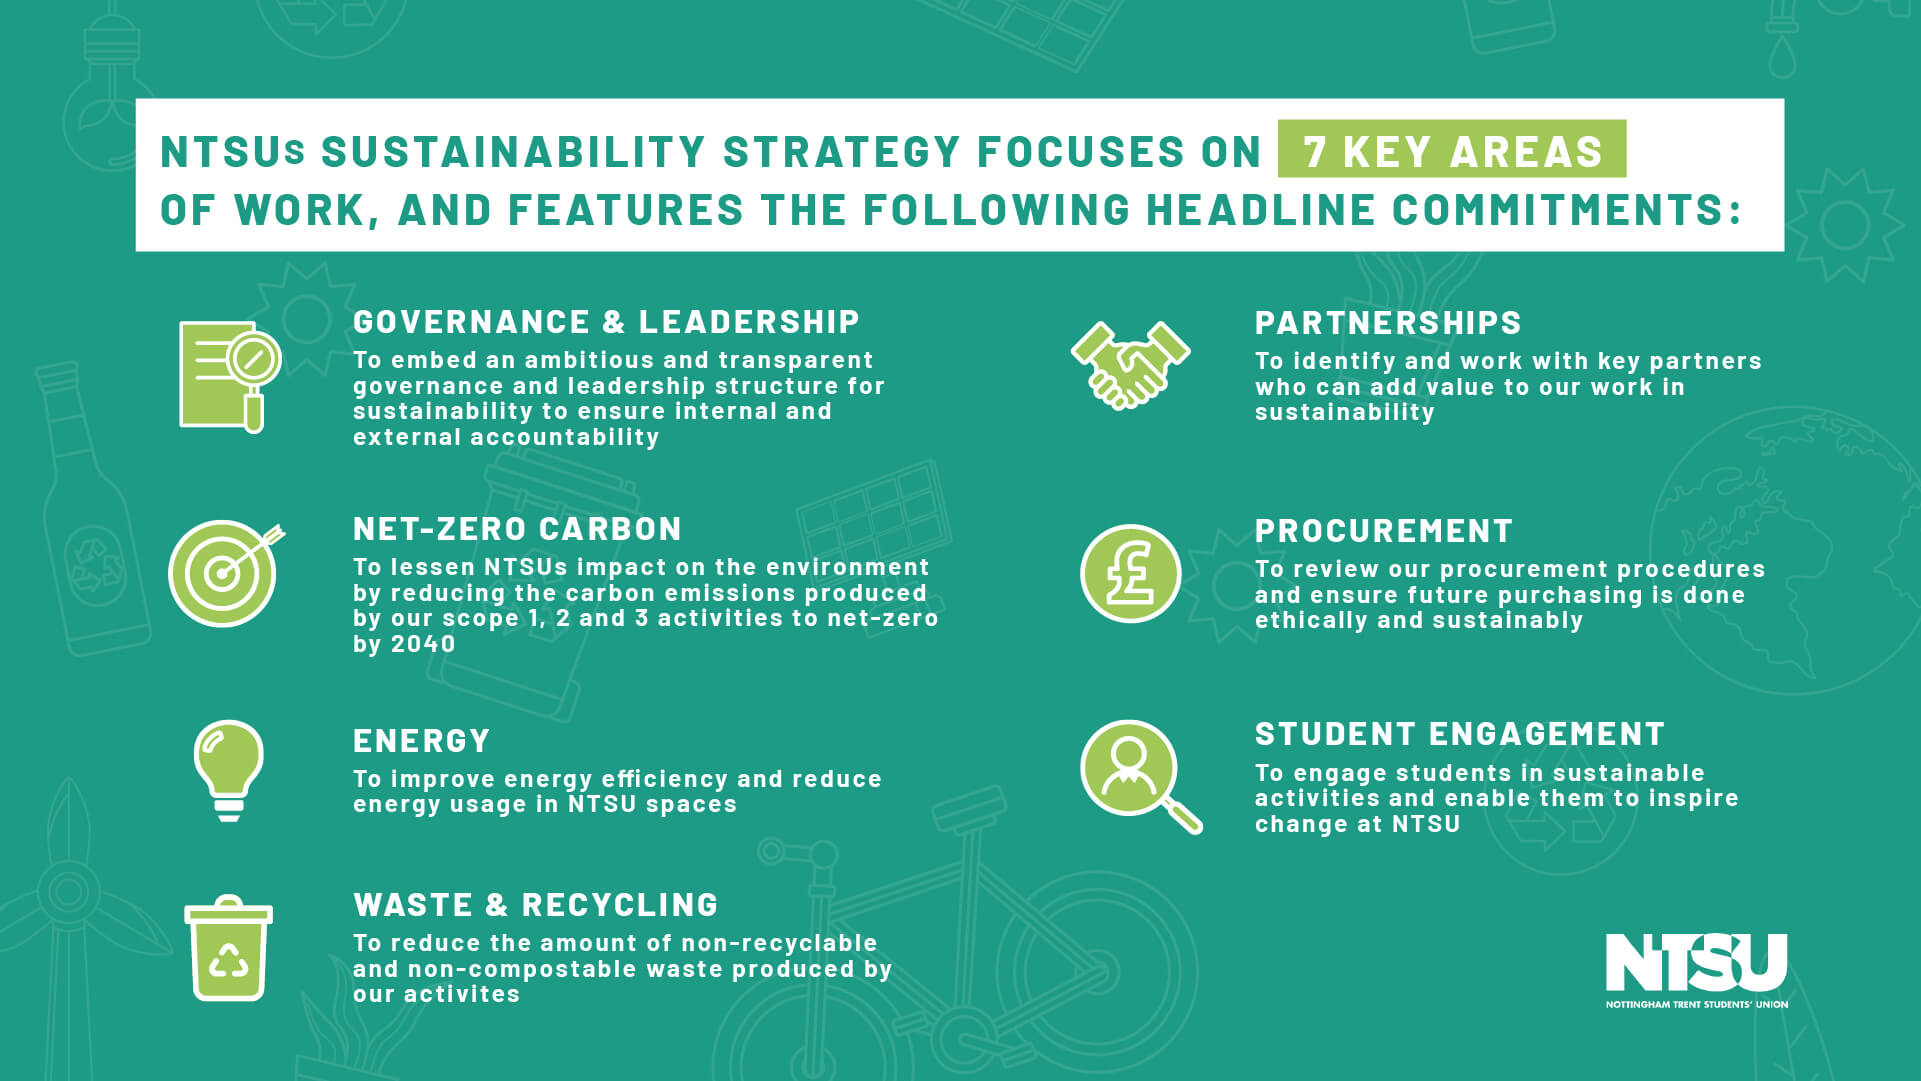 NTSUs SUSTAINABILITY STRATEGY FOCUSES ON 7 KEY AREAS
OF WORK, AND FEATURES THE FOLLOWING HEADLINE COMMITMENTS:
GOVERNANCE & LEADERSHIP
To embed an ambitious and transparent
governance and leadership structure for
sustainability to ensure internal and
external accountability
NET-ZERO CARBON
To lessen NTSUs impact on the environment
by reducing the carbon emissions produced
by our scope 1, 2 and 3 activities to net-zero
by 2040
ENERGY
To improve energy efficiency and reduce
energy usage in NTSU spaces
WASTE & RECYCLING
To reduce the amount of non-recyclable
and non-compostable waste produced by
our activites
PARTNERSHIPS
To identify and work with key partners
who can add value to our work in
sustainability
£
PROCUREMENT
To review our procurement procedures
and ensure future purchasing is done
ethically and sustainably
STUDENT ENGAGEMENT
To engage students in sustainable
activities and enable them to inspire
change at NTSU
NTSU
NOTTINGHAM TRENT STUDENTS' UNION